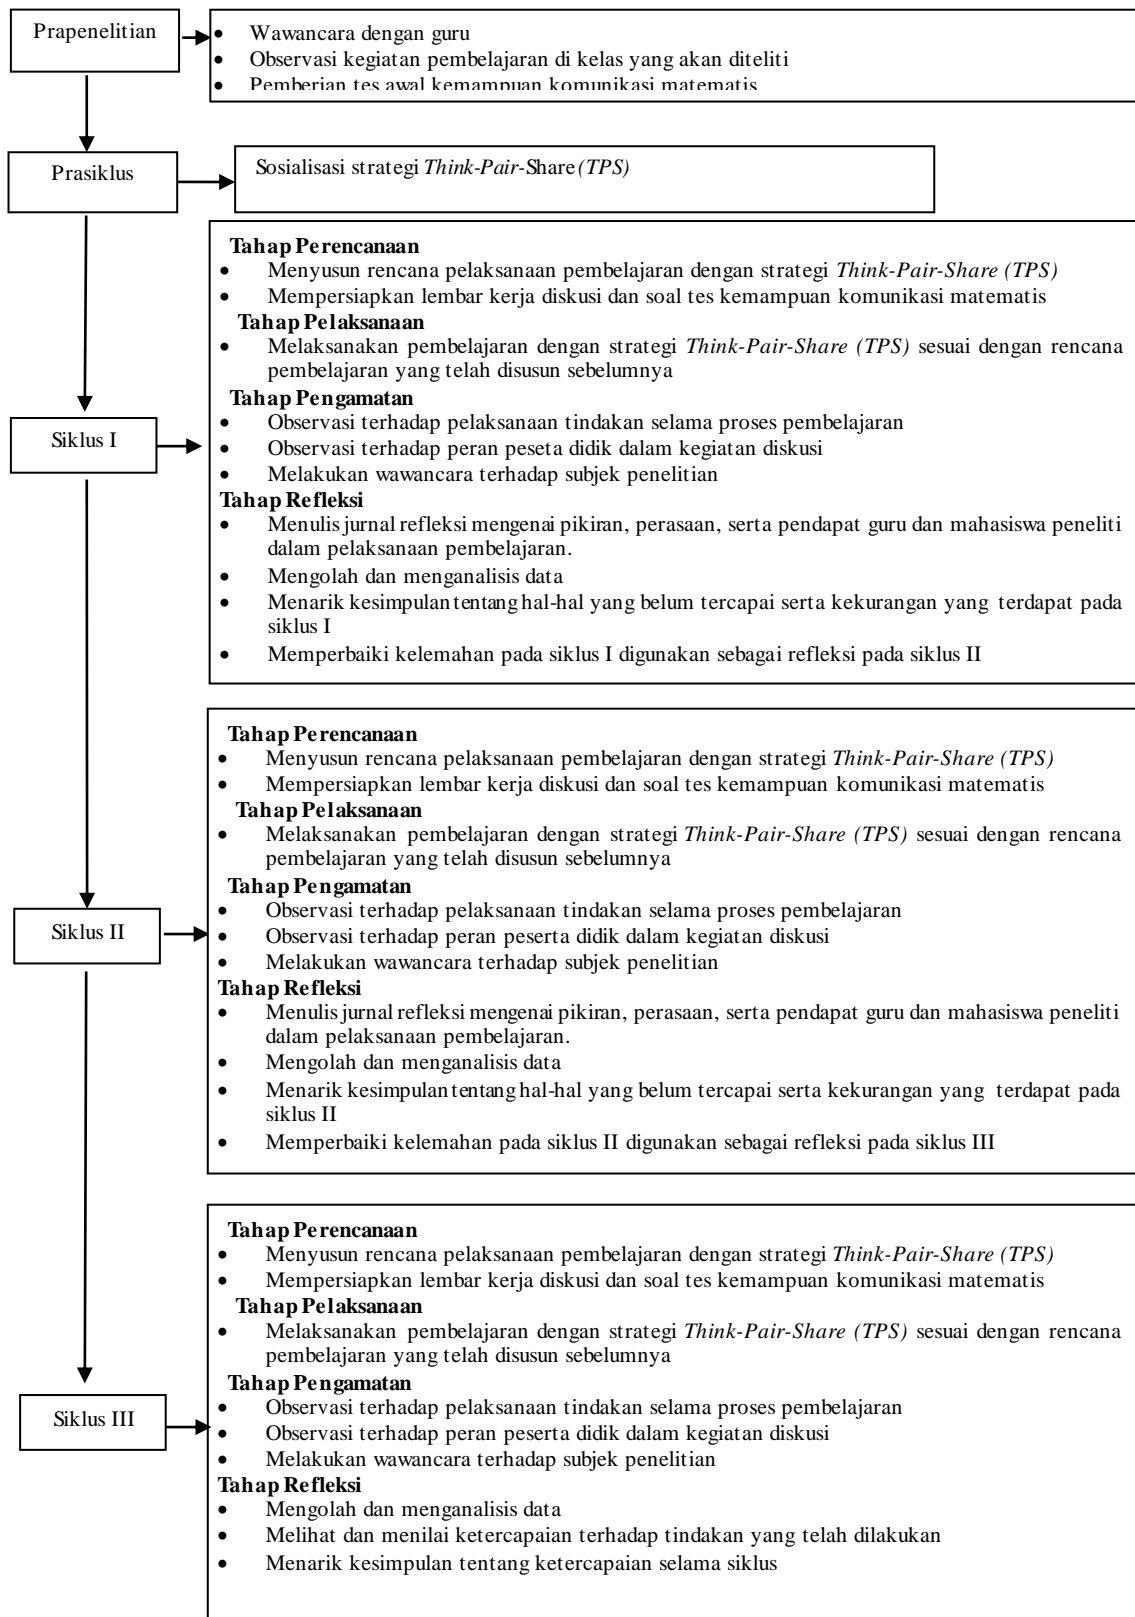 Prapenelitian
• Wawancara dengan guru
• Observasi kegiatan pembelajaran di kelas yang akan diteliti
• Pemberian tes awal kemampuan komunikasi matematis
Prasiklus
Sosialisasi strategi Think-Pair-Share (TPS)
Tahap Perencanaan
• Menyusun rencana pelaksanaan pembelajaran dengan strategi Think-Pair-Share (TPS)
• Mempersiapkan lembar kerja diskusi dan soal tes kemampuan komunikasi matematis
Tahap Pelaksanaan
• Melaksanakan pembelajaran dengan strategi Think-Pair-Share (TPS) sesuai dengan rencana
pembelajaran yang telah disusun sebelumnya
Tahap Pengamatan
• Observasi terhadap pelaksanaan tindakan selama proses pembelajaran
Siklus I
• Observasi terhadap peran peseta didik dalam kegiatan diskusi
• Melakukan wawancara terhadap subjek penelitian
Tahap Refleksi
• Menulis jurnal refleksi mengenai pikiran, perasaan, serta pendapat guru dan mahasiswa peneliti
dalam pelaksanaan pembelajaran.
• Mengolah dan menganalisis data
• Menarik kesimpulan tentang hal-hal yang belum tercapai serta kekurangan yang terdapat pada
siklus I
• Memperbaiki kelemahan pada siklus I digunakan sebagai refleksi pada siklus II
Tahap Perencanaan
• Menyusun rencana pelaksanaan pembelajaran dengan strategi Think-Pair-Share (TPS)
• Mempersiapkan lembar kerja diskusi dan soal tes kemampuan komunikasi matematis
Tahap Pelaksanaan
• Melaksanakan pembelajaran dengan strategi Think-Pair-Share (TPS) sesuai dengan rencana
pembelajaran yang telah disusun sebelumnya
Tahap Pengamatan
• Observasi terhadap pelaksanaan tindakan selama proses pembelajaran
Siklus II
• Observasi terhadap peran peserta didik dalam kegiatan diskusi
• Melakukan wawancara terhadap subjek penelitian
Tahap Refleksi
• Menulis jurnal refleksi mengenai pikiran, perasaan, serta pendapat guru dan mahasiswa peneliti
dalam pelaksanaan pembelajaran.
• Mengolah dan menganalisis data
• Menarik kesimpulan tentang hal-hal yang belum tercapai serta kekurangan yang terdapat pada
siklus II
• Memperbaiki kelemahan pada siklus II digunakan sebagai refleksi pada siklus III
Tahap Perencanaan
• Menyusun rencana pelaksanaan pembelajaran dengan strategi Think-Pair-Share (TPS)
• Mempersiapkan lembar kerja diskusi dan soal tes kemampuan komunikasi matematis
Tahap Pelaksanaan
• Melaksanakan pembelajaran dengan strategi Think-Pair-Share (TPS) sesuai dengan rencana
pembelajaran yang telah disusun sebelumnya
Tahap Pengamatan
• Observasi terhadap pelaksanaan tindakan selama proses pembelajaran
Siklus III
• Observasi terhadap peran peserta didik dalam kegiatan diskusi
• Melakukan wawancara terhadap subjek penelitian
Tahap Refleksi
• Mengolah dan menganalisis data
• Melihat dan menilai ketercapaian terhadap tindakan yang telah dilakukan
• Menarik kesimpulan tentang ketercapaian selama siklus